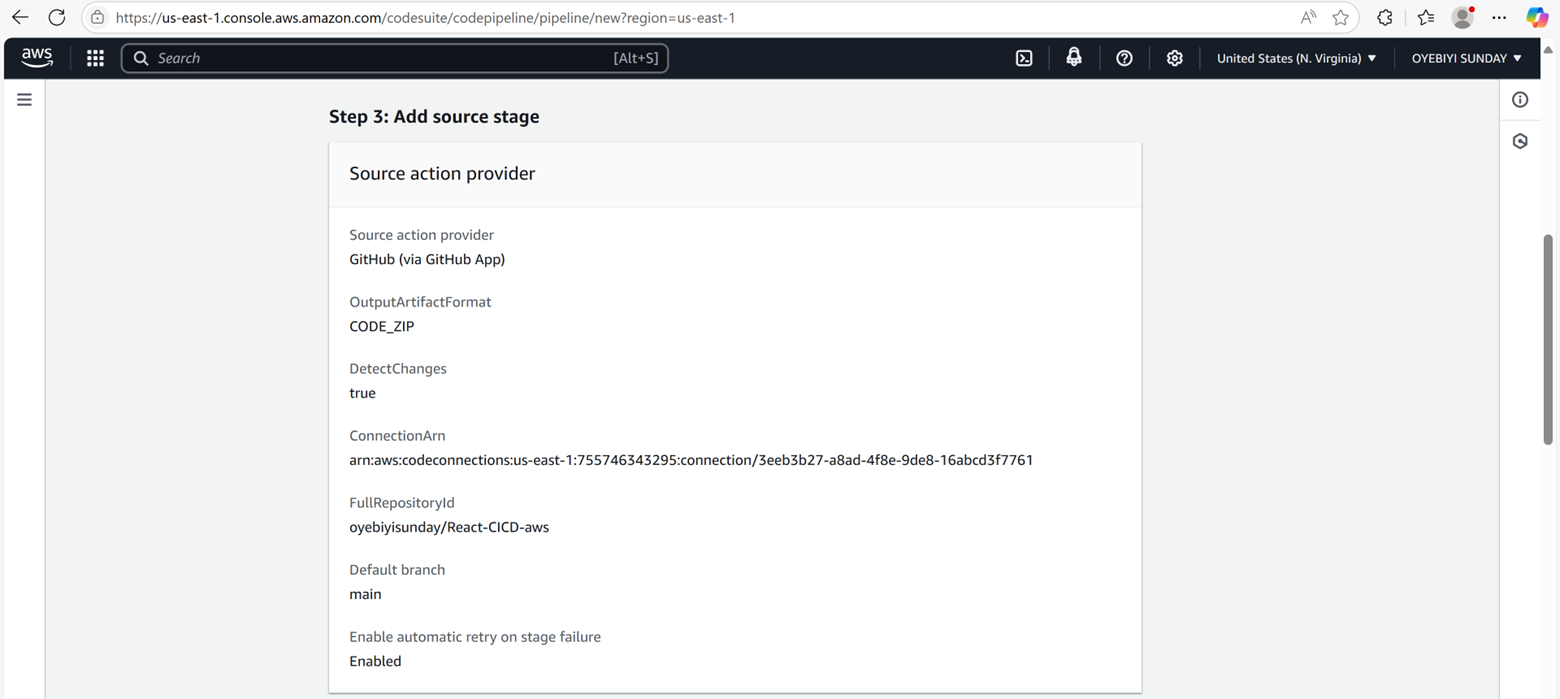 https://us-east-1.console.aws.amazon.com/codesuite/codepipeline/pipeline/new?region=us-east-1
aws
Search
[Alt+S]
United States (N. Virginia)
OYEBIYI SUNDAY
Step 3: Add source stage
Source action provider
Source action provider
GitHub (via GitHub App)
OutputArtifactFormat
CODE_ZIP
DetectChanges
true
ConnectionArn
arn:aws:codeconnections:us-east-1:755746343295:connection/3eeb3b27-a8ad-4f8e-9de8-16abcd3f7761
FullRepositoryId
oyebiyisunday/React-CICD-aws
Default branch
main
Enable automatic retry on stage failure
Enabled